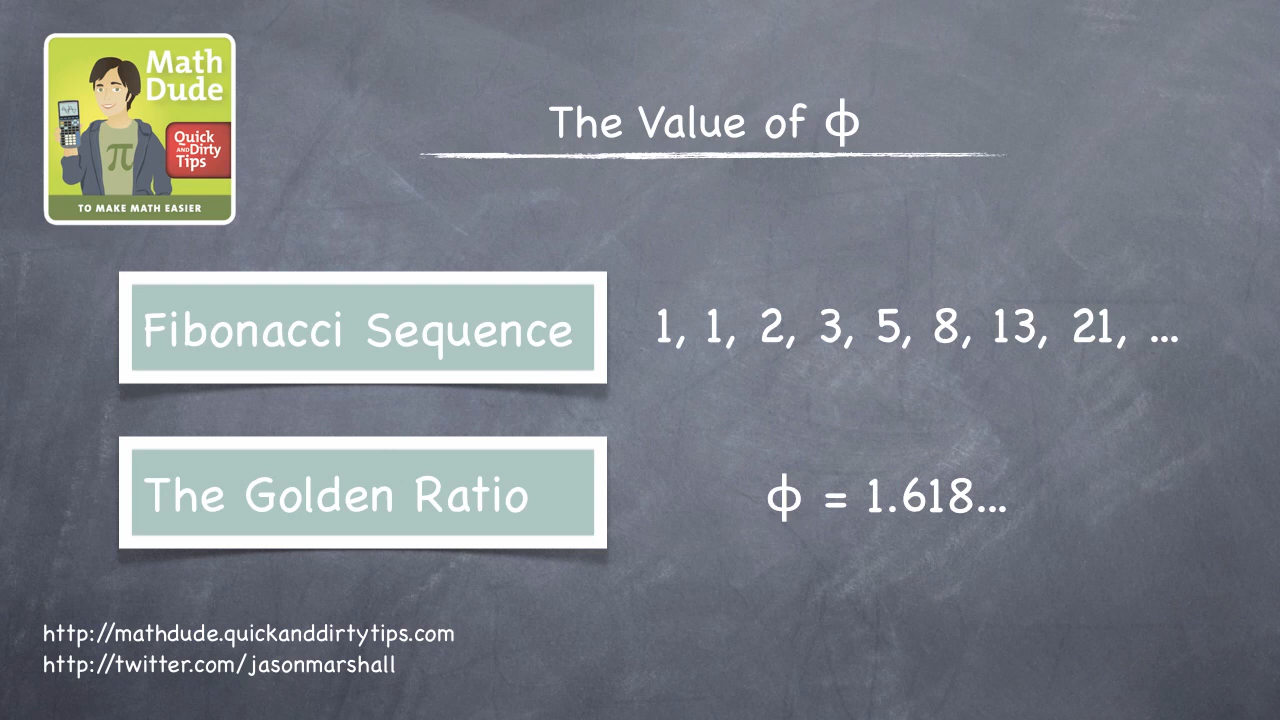 Math
Dude
Quick
AND Dirty
Tips
π
TO MAKE MATH EASIER
The Value of ϕ
Fibonacci Sequence
1, 1, 2, 3, 5, 8, 13, 21, ...
The Golden Ratio
ϕ = 1.618...
http://mathdude.quickanddirtytips.com
http://twitter.com/jasonmarshall